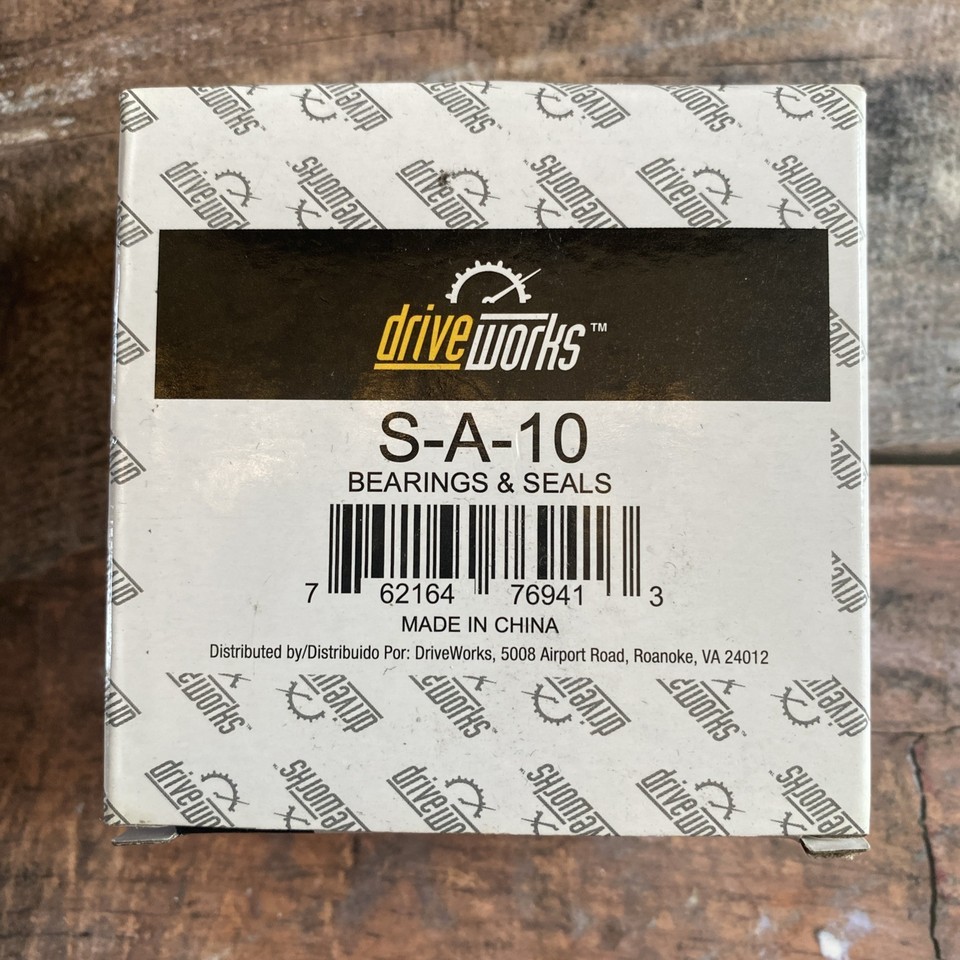 driveworks™
S-A-10
BEARINGS & SEALS
7 62164 76941 3
MADE IN CHINA
Distributed by/Distribuido Por: DriveWorks, 5008 Airport Road, Roanoke, VA 24012